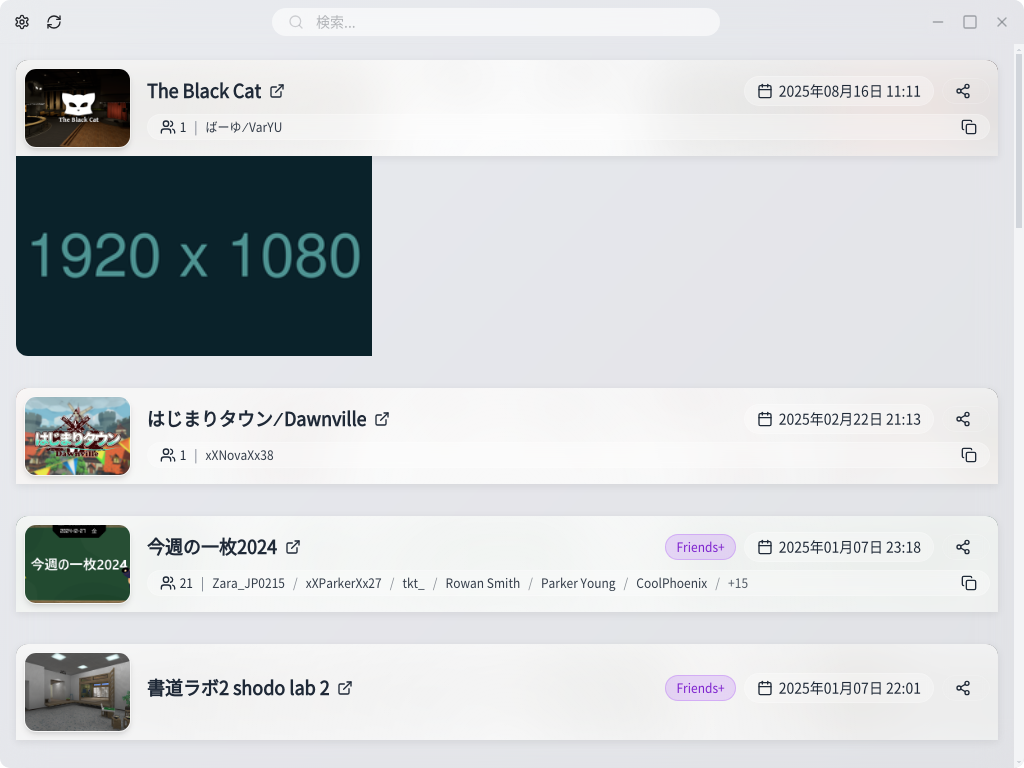 検索...
The Black Cat
The Black Cat
2025年08月16日 11:11
1 | ばーゆ⁄VarYU
1920 x 1080
はじまりタウン
Dawnville
はじまりタウン⁄Dawnville
2025年02月22日 21:13
1 | xXNovaXx38
今週の一枚2024
今週の一枚2024
Friends+
2025年01月07日 23:18
21 | Zara_JP0215 / xXParkerXx27 / tkt_ / Rowan Smith / Parker Young / CoolPhoenix / +15
書道ラボ2 shodo lab 2
Friends+
2025年01月07日 22:01